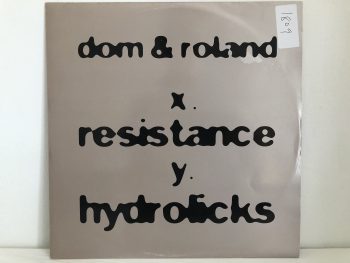 dom & roland
x.
resistance
y.
hydrolicks